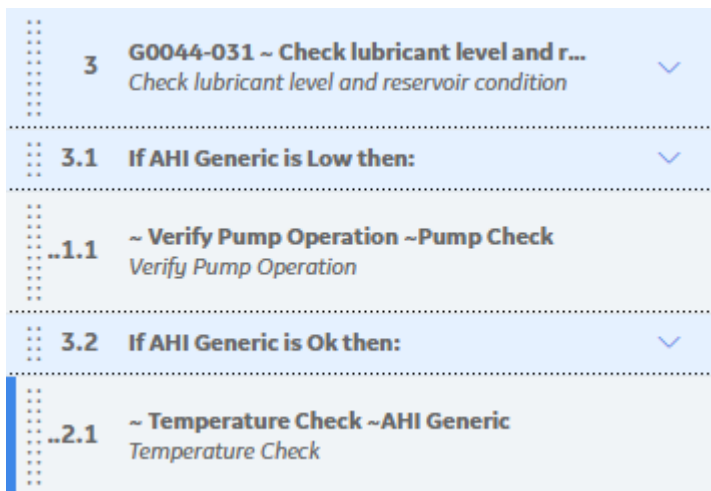 3 G0044-031 ~ Check lubricant level and r...
Check lubricant level and reservoir condition
3.1 If AHI Generic is Low then:
..1.1 ~ Verify Pump Operation ~Pump Check
Verify Pump Operation
3.2 If AHI Generic is Ok then:
..2.1 ~ Temperature Check ~AHI Generic
Temperature Check